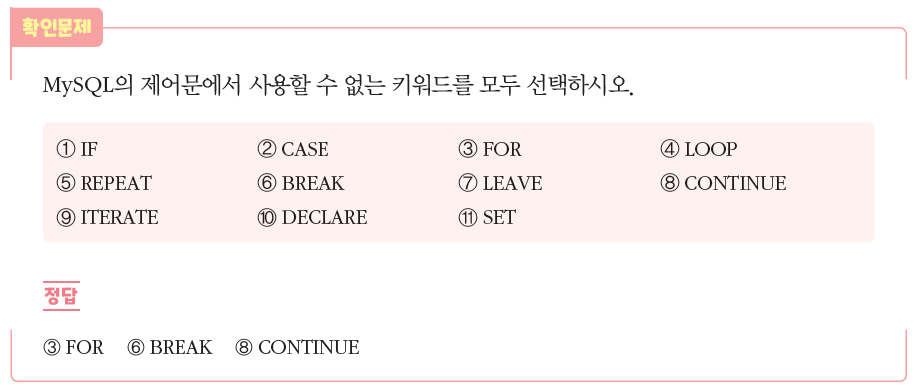 확인문제
MySQL의 제어문에서 사용할 수 없는 키워드를 모두 선택하시오.
① IF ② CASE ③ FOR ④ LOOP
⑤ REPEAT ⑥ BREAK ⑦ LEAVE ⑧ CONTINUE
⑨ ITERATE ⑩ DECLARE ⑪ SET
정답
③ FOR ⑥ BREAK ⑧ CONTINUE